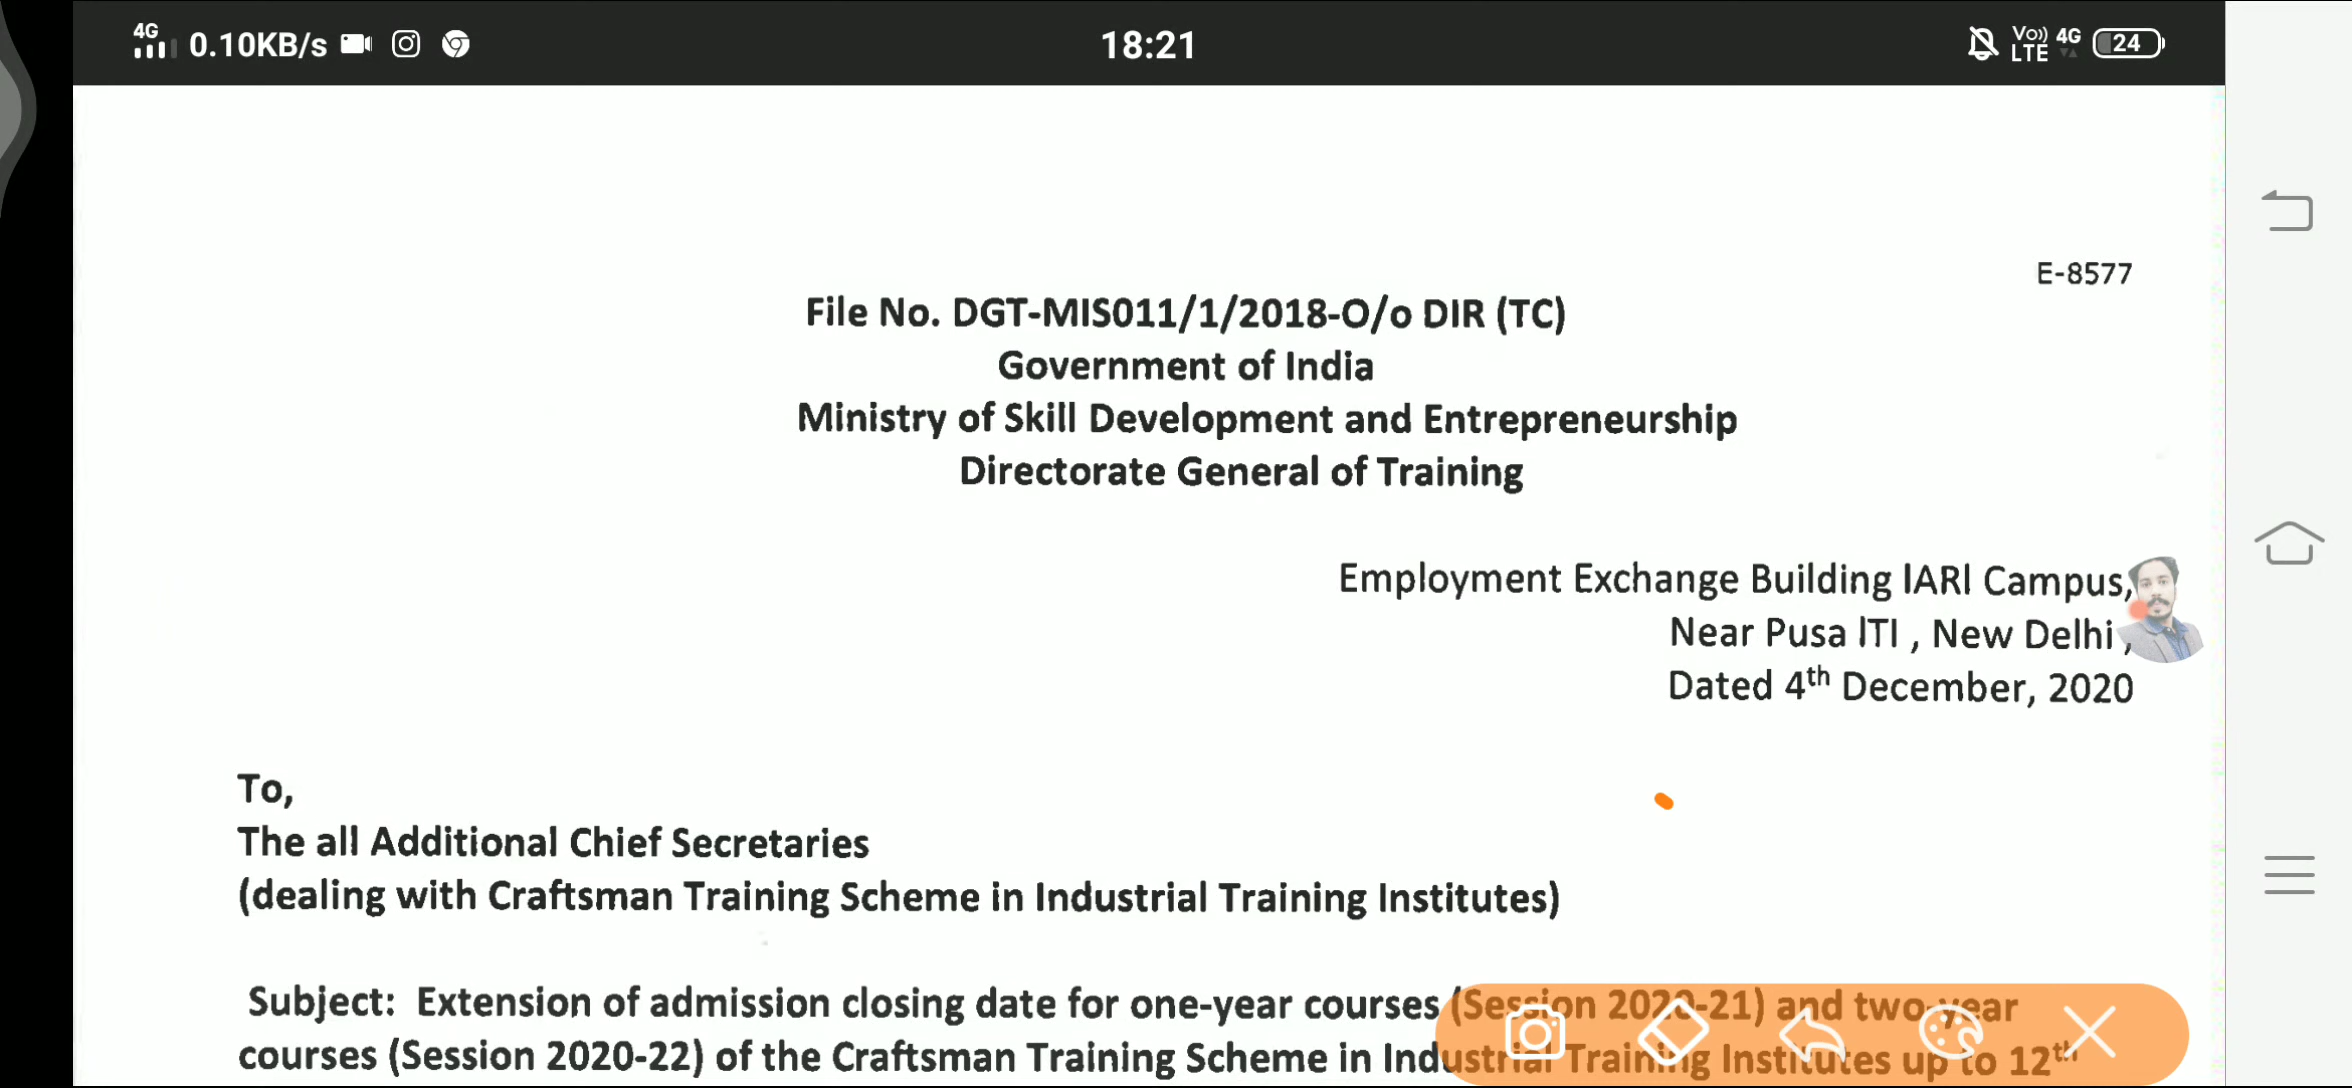 4G 0.10KB/s 18:21 Vo)) LTE 4G 24
E-8577
File No. DGT-MIS011/1/2018-O/o DIR (TC)
Government of India
Ministry of Skill Development and Entrepreneurship
Directorate General of Training
Employment Exchange Building IARI Campus,
Near Pusa ITI , New Delhi ,
Dated 4th December, 2020
To,
The all Additional Chief Secretaries
(dealing with Craftsman Training Scheme in Industrial Training Institutes)
Subject: Extension of admission closing date for one-year courses (Session 2020-21) and two-year
courses (Session 2020-22) of the Craftsman Training Scheme in Industrial Training Institutes up to 12th